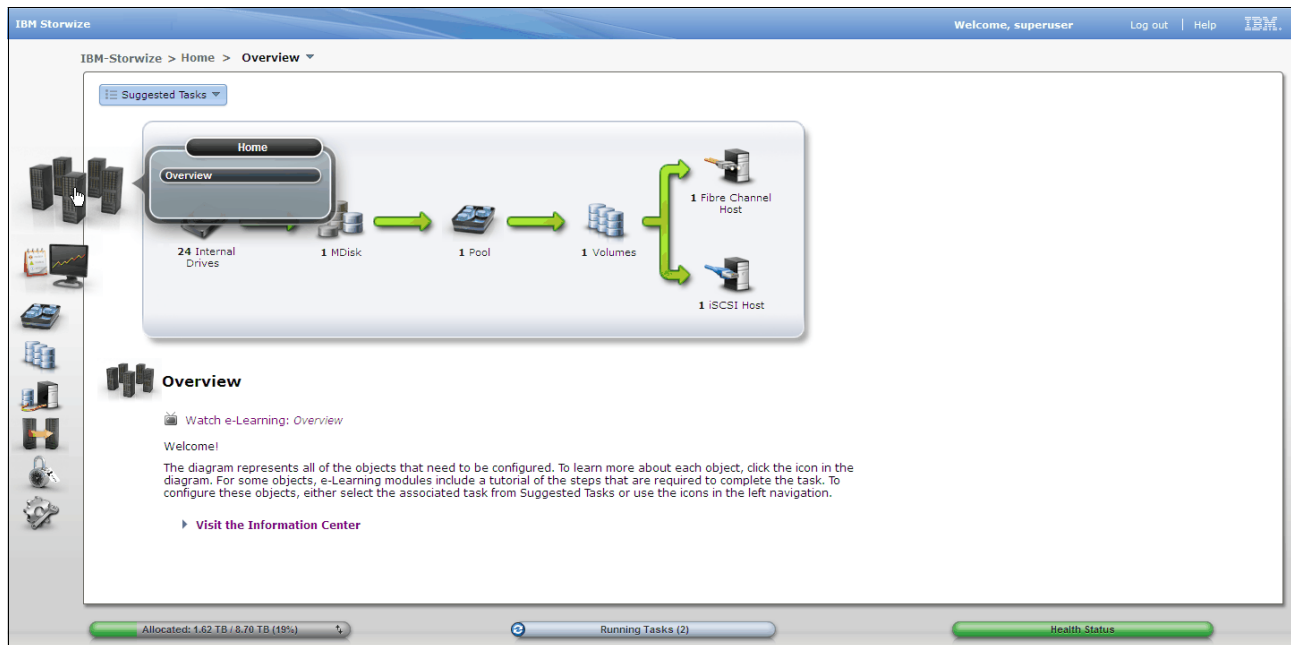 IBM Storwize
Welcome, superuser
Log out | Help
IBM.
IBM-Storwize > Home > Overview
Suggested Tasks
Home
Overview
24 Internal
Drives
1 MDisk
1 Pool
1 Volumes
1 Fibre Channel
Host
1 iSCSI Host
Overview
Watch e-Learning: Overview
Welcome!
The diagram represents all of the objects that need to be configured. To learn more about each object, click the icon in the
diagram. For some objects, e-Learning modules include a tutorial of the steps that are required to complete the task. To
configure these objects, either select the associated task from Suggested Tasks or use the icons in the left navigation.
Visit the Information Center
Allocated: 1.62 TB / 8.70 TB (19%)
Running Tasks (2)
Health Status